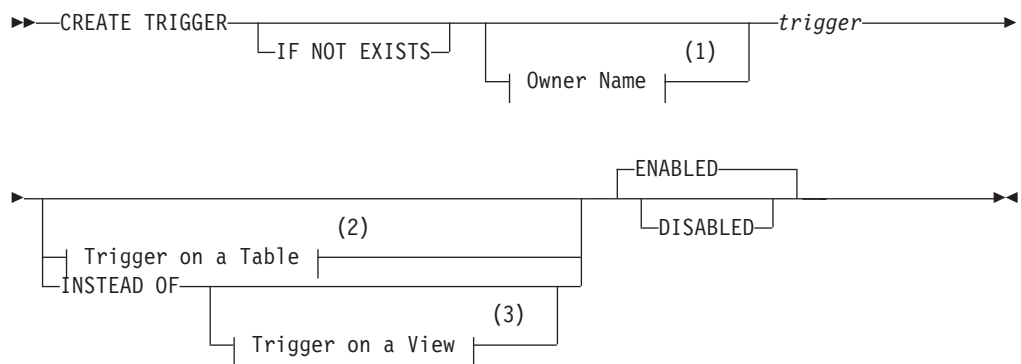 CREATE TRIGGER
IF NOT EXISTS
(1)
Owner Name
trigger
ENABLED
DISABLED
(2)
Trigger on a Table
INSTEAD OF
(3)
Trigger on a View